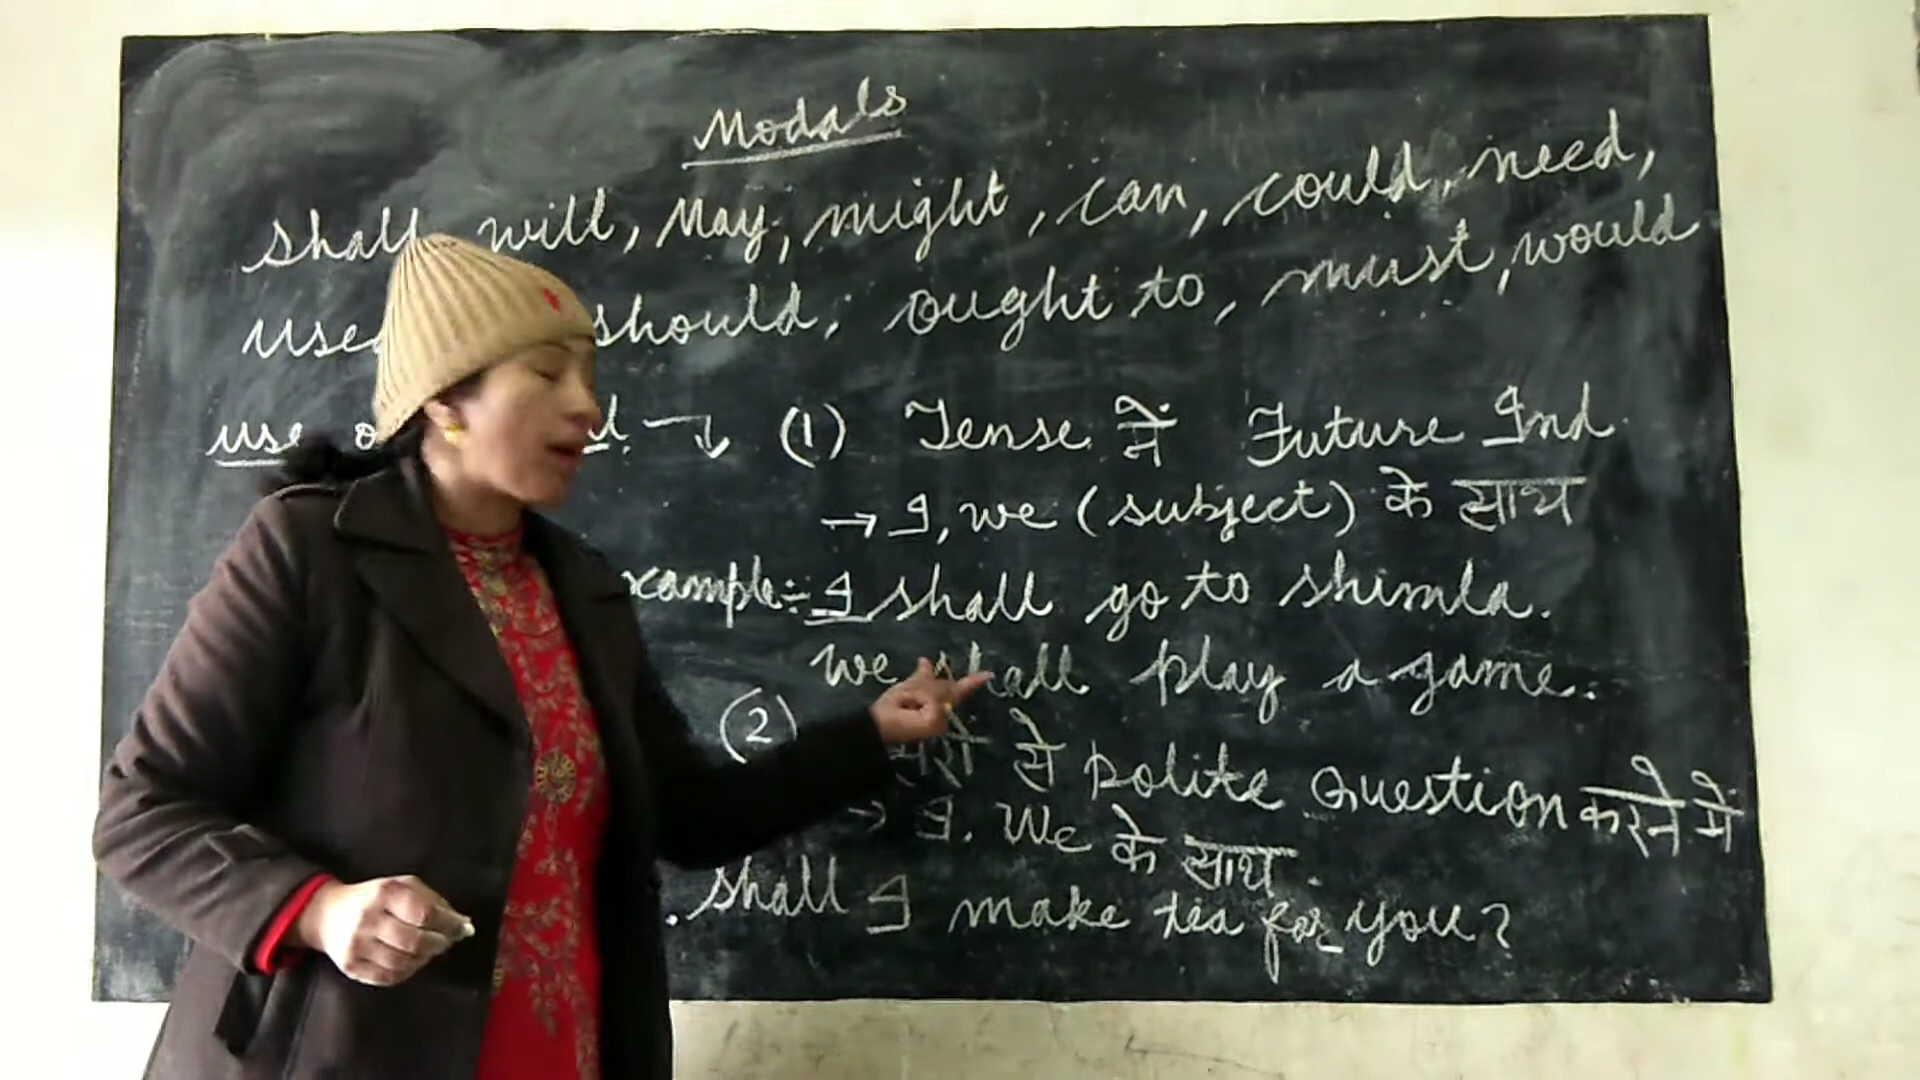 Modals
shall will, May, might, can, could, need,
used should, ought to, must, would
use (1) Tense में Future Ind.
→ I, we (subject) के साथ
xample:- I shall go to shimla.
we shall play a game.
(2) से polite Question करने में
→ I. We के साथ.
. shall I make tea for you?